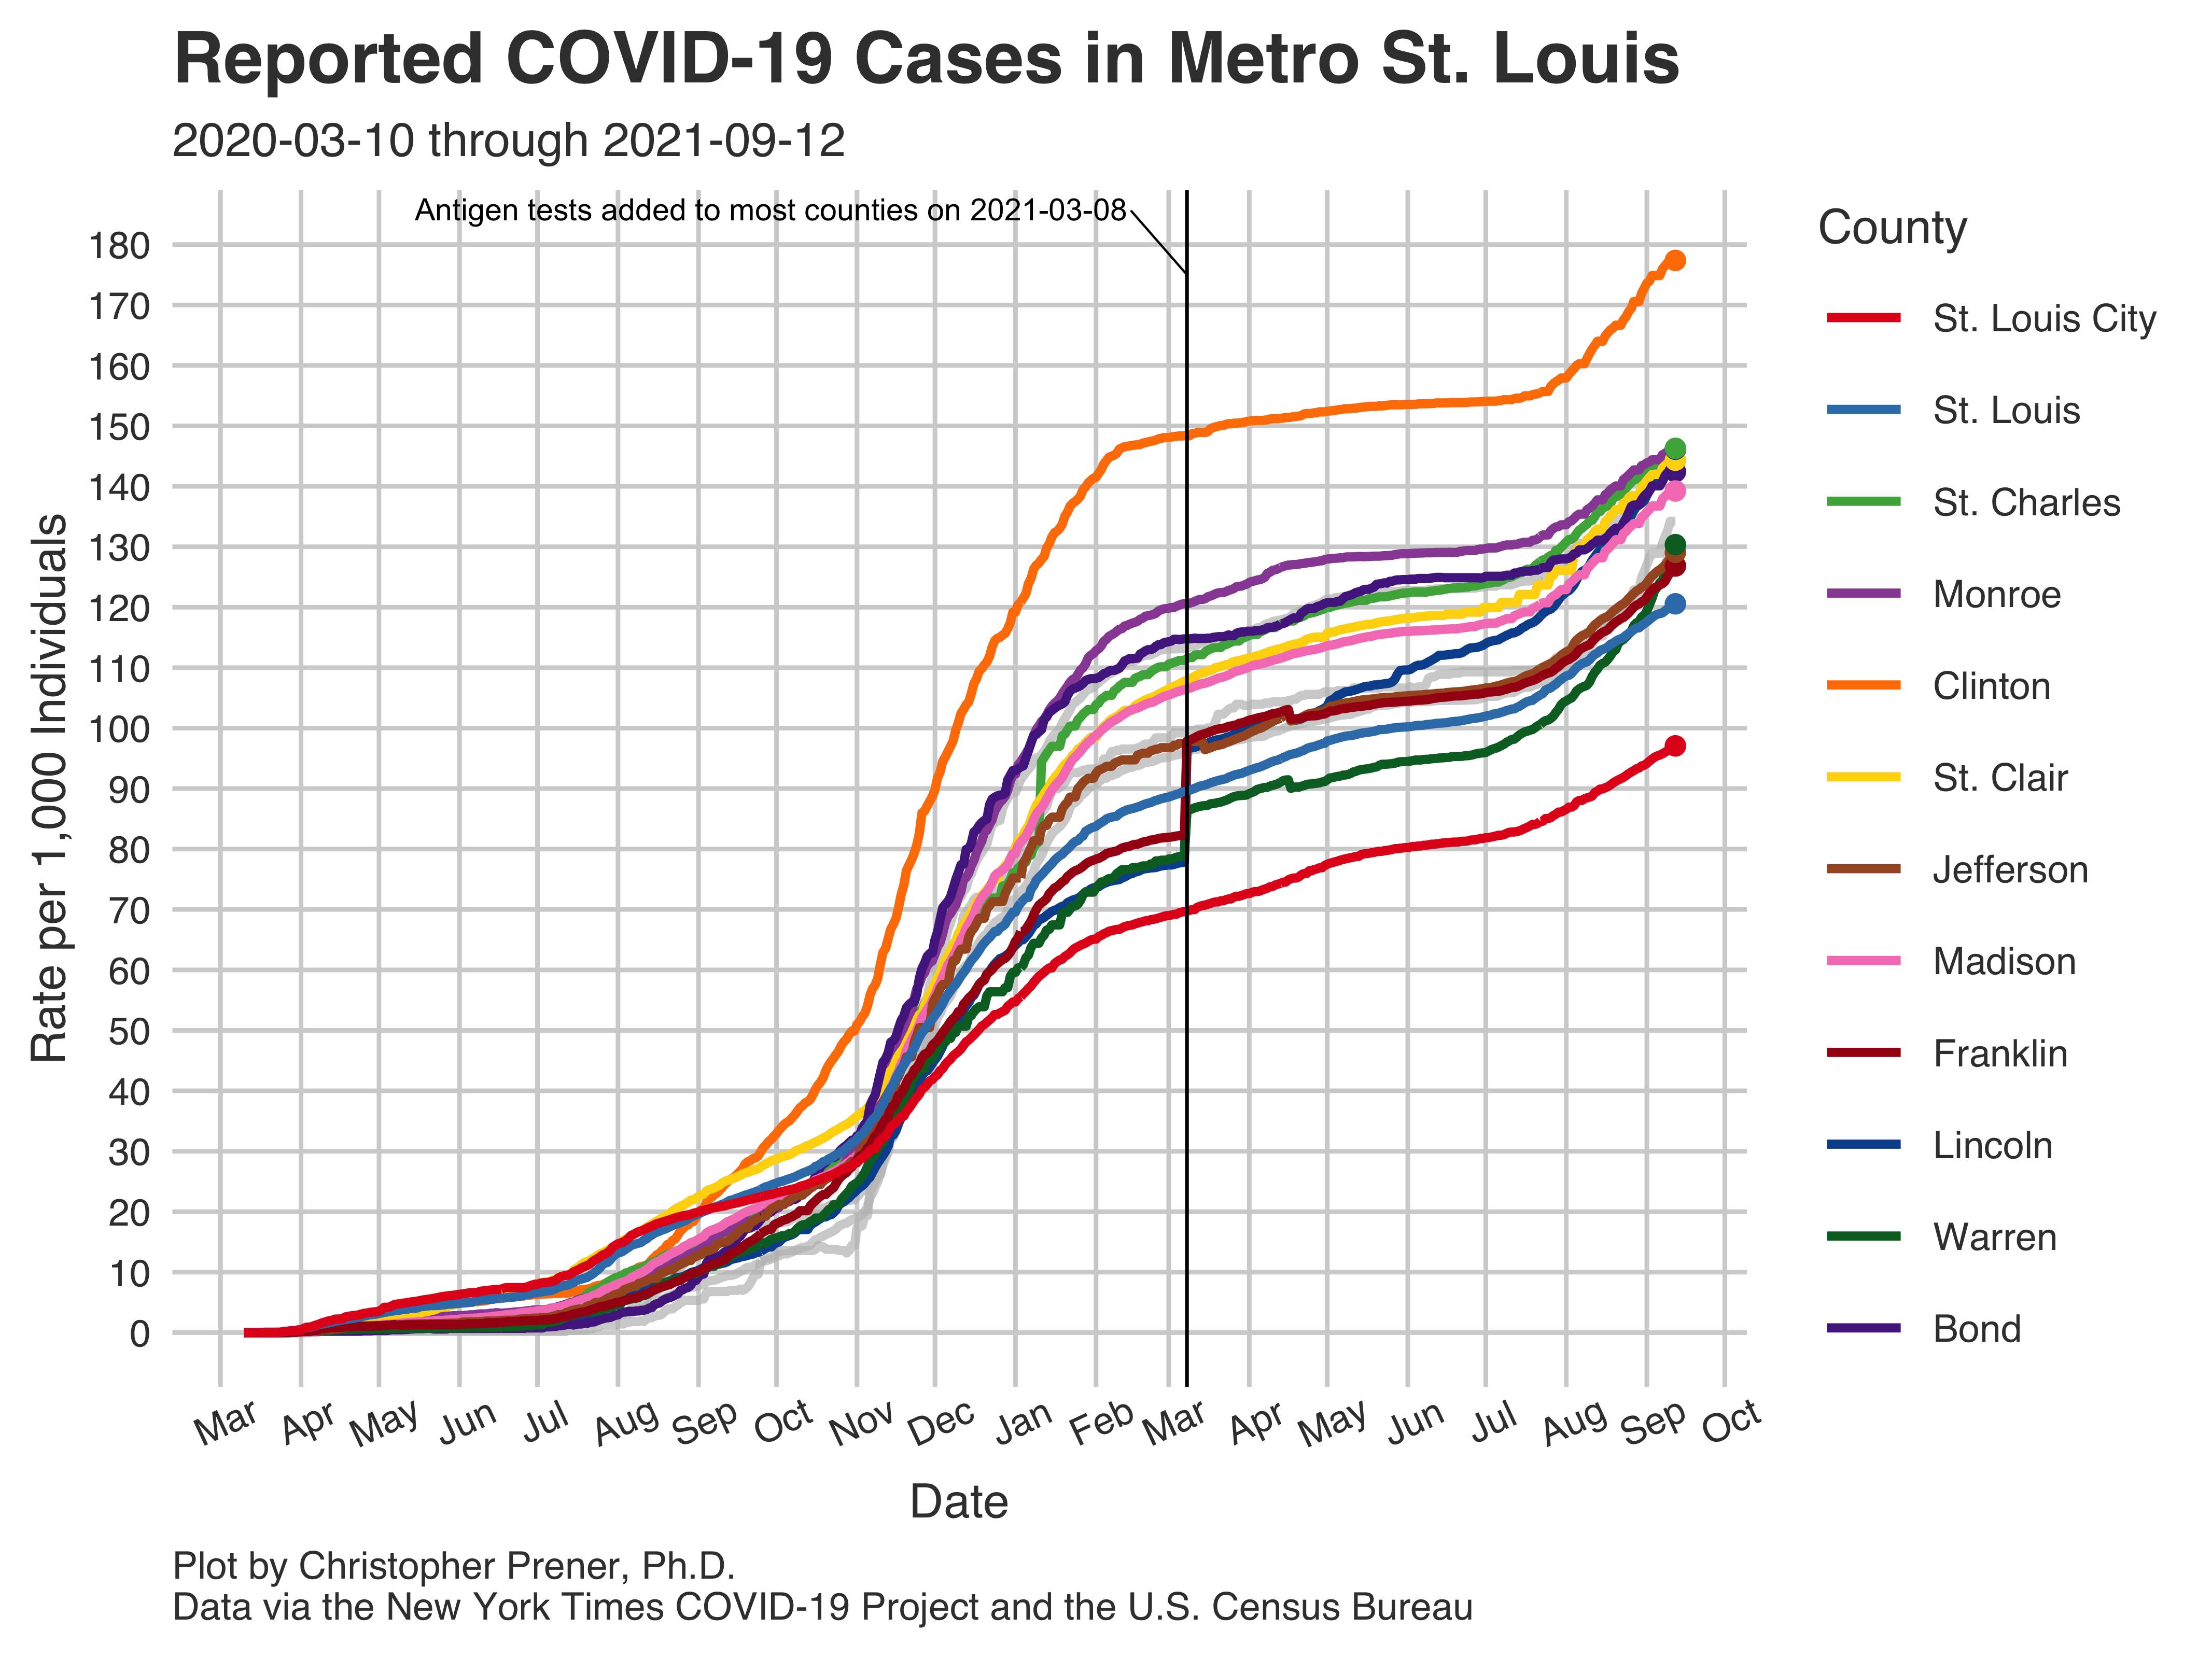 Reported COVID-19 Cases in Metro St. Louis
2020-03-10 through 2021-09-12
Antigen tests added to most counties on 2021-03-08
Rate per 1,000 Individuals
180
170
160
150
140
130
120
110
100
90
80
70
60
50
40
30
20
10
0
Mar Apr May Jun Jul Aug Sep Oct Nov Dec Jan Feb Mar Apr May Jun Jul Aug Sep Oct
Date
County
St. Louis City
St. Louis
St. Charles
Monroe
Clinton
St. Clair
Jefferson
Madison
Franklin
Lincoln
Warren
Bond
Plot by Christopher Prener, Ph.D.
Data via the New York Times COVID-19 Project and the U.S. Census Bureau